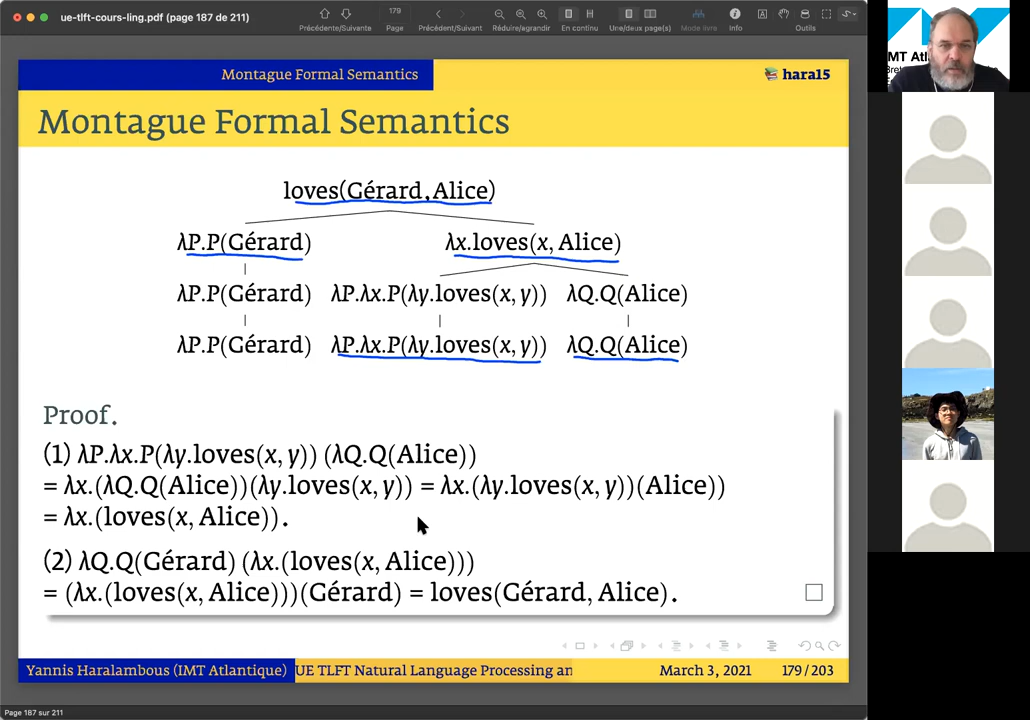 ue-tlft-cours-ling.pdf (page 187 de 211)
179
Précédente/Suivante
Page
Précédent/Suivant
Réduire/agrandir
En continu
Une/deux page(s)
Mode livre
Info
Outils
Montague Formal Semantics
hara15
Montague Formal Semantics
loves(Gérard,Alice)
λP.P(Gérard) λx.loves(x, Alice)
λP.P(Gérard) λP.λx.P(λy.loves(x, y)) λQ.Q(Alice)
λP.P(Gérard) λP.λx.P(λy.loves(x, y)) λQ.Q(Alice)
Proof.
(1) λP.λx.P(λy.loves(x, y)) (λQ.Q(Alice))
= λx.(λQ.Q(Alice))(λy.loves(x, y)) = λx.(λy.loves(x, y))(Alice))
= λx.(loves(x, Alice)).
(2) λQ.Q(Gérard) (λx.(loves(x, Alice)))
= (λx.(loves(x, Alice)))(Gérard) = loves(Gérard, Alice).
Yannis Haralambous (IMT Atlantique)
UE TLFT Natural Language Processing an
March 3, 2021
179 / 203
Page 187 sur 211